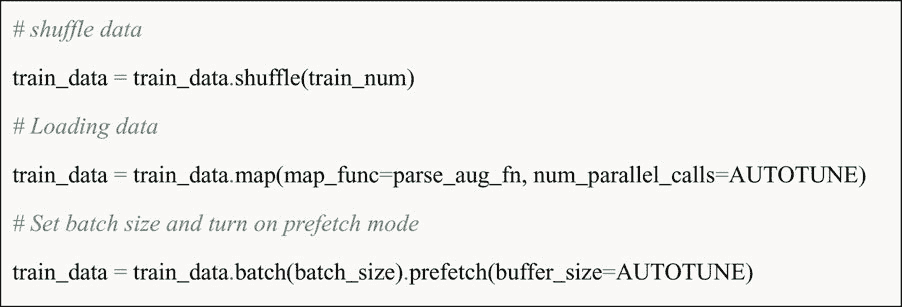 # shuffle data
train_data = train_data.shuffle(train_num)
# Loading data
train_data = train_data.map(map_func=parse_aug_fn, num_parallel_calls=AUTOTUNE)
# Set batch size and turn on prefetch mode
train_data = train_data.batch(batch_size).prefetch(buffer_size=AUTOTUNE)